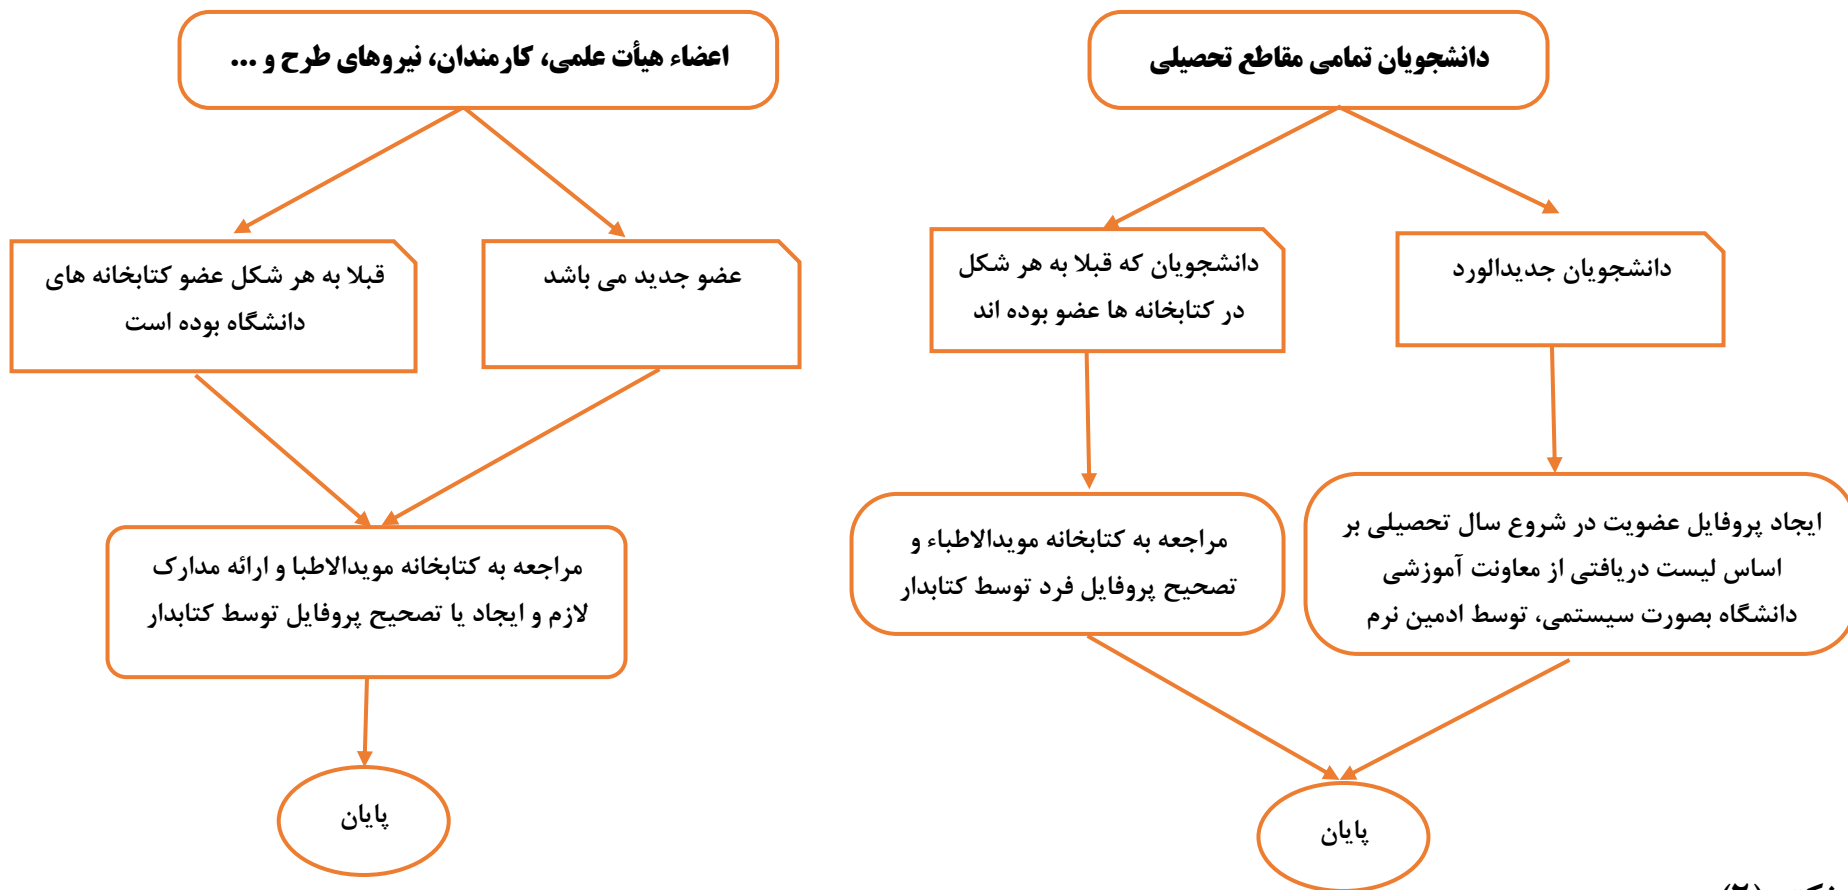 دانشجویان تمامی مقاطع تحصیلی
اعضاء هیأت علمی، کارمندان، نیروهای طرح و ...
دانشجویان جدیدالورد
دانشجویان که قبلا به هر شکل
در کتابخانه ها عضو بوده اند
عضو جدید می باشد
قبلا به هر شکل عضو کتابخانه های
دانشگاه بوده است
ایجاد پروفایل عضویت در شروع سال تحصیلی بر
اساس لیست دریافتی از معاونت آموزشی
دانشگاه بصورت سیستمی، توسط ادمین نرم
مراجعه به کتابخانه مویدالاطباء و
تصحیح پروفایل فرد توسط کتابدار
مراجعه به کتابخانه مویدالاطبا و ارائه مدارک
لازم و ایجاد یا تصحیح پروفایل توسط کتابدار
پایان
پایان